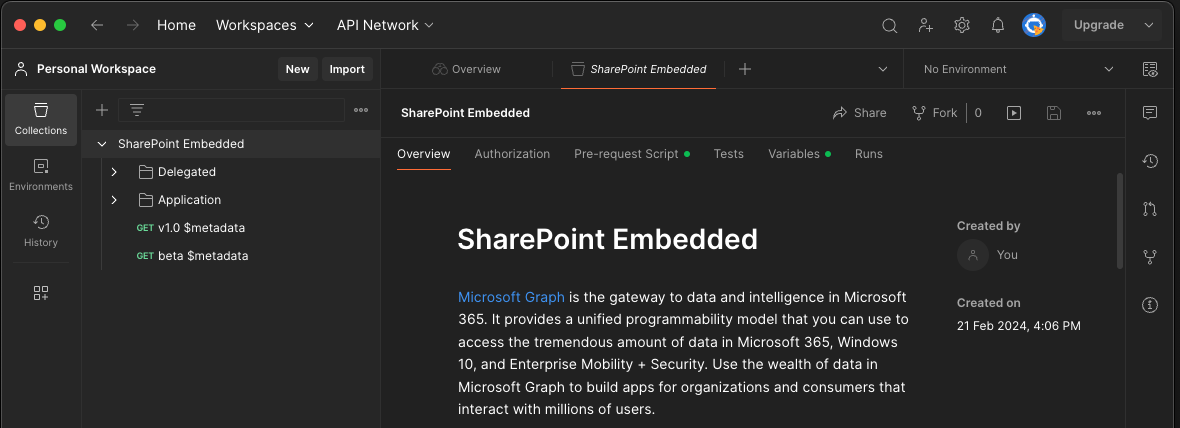 Home Workspaces API Network Upgrade
Personal Workspace New Import
Overview SharePoint Embedded No Environment
Collections
Environments
History
SharePoint Embedded
Delegated
Application
GET v1.0 $metadata
GET beta $metadata
SharePoint Embedded Share Fork 0
Overview Authorization Pre-request Script Tests Variables Runs
SharePoint Embedded
Microsoft Graph is the gateway to data and intelligence in Microsoft
365. It provides a unified programmability model that you can use to
access the tremendous amount of data in Microsoft 365, Windows
10, and Enterprise Mobility + Security. Use the wealth of data in
Microsoft Graph to build apps for organizations and consumers that
interact with millions of users.
Created by
You
Created on
21 Feb 2024, 4:06 PM